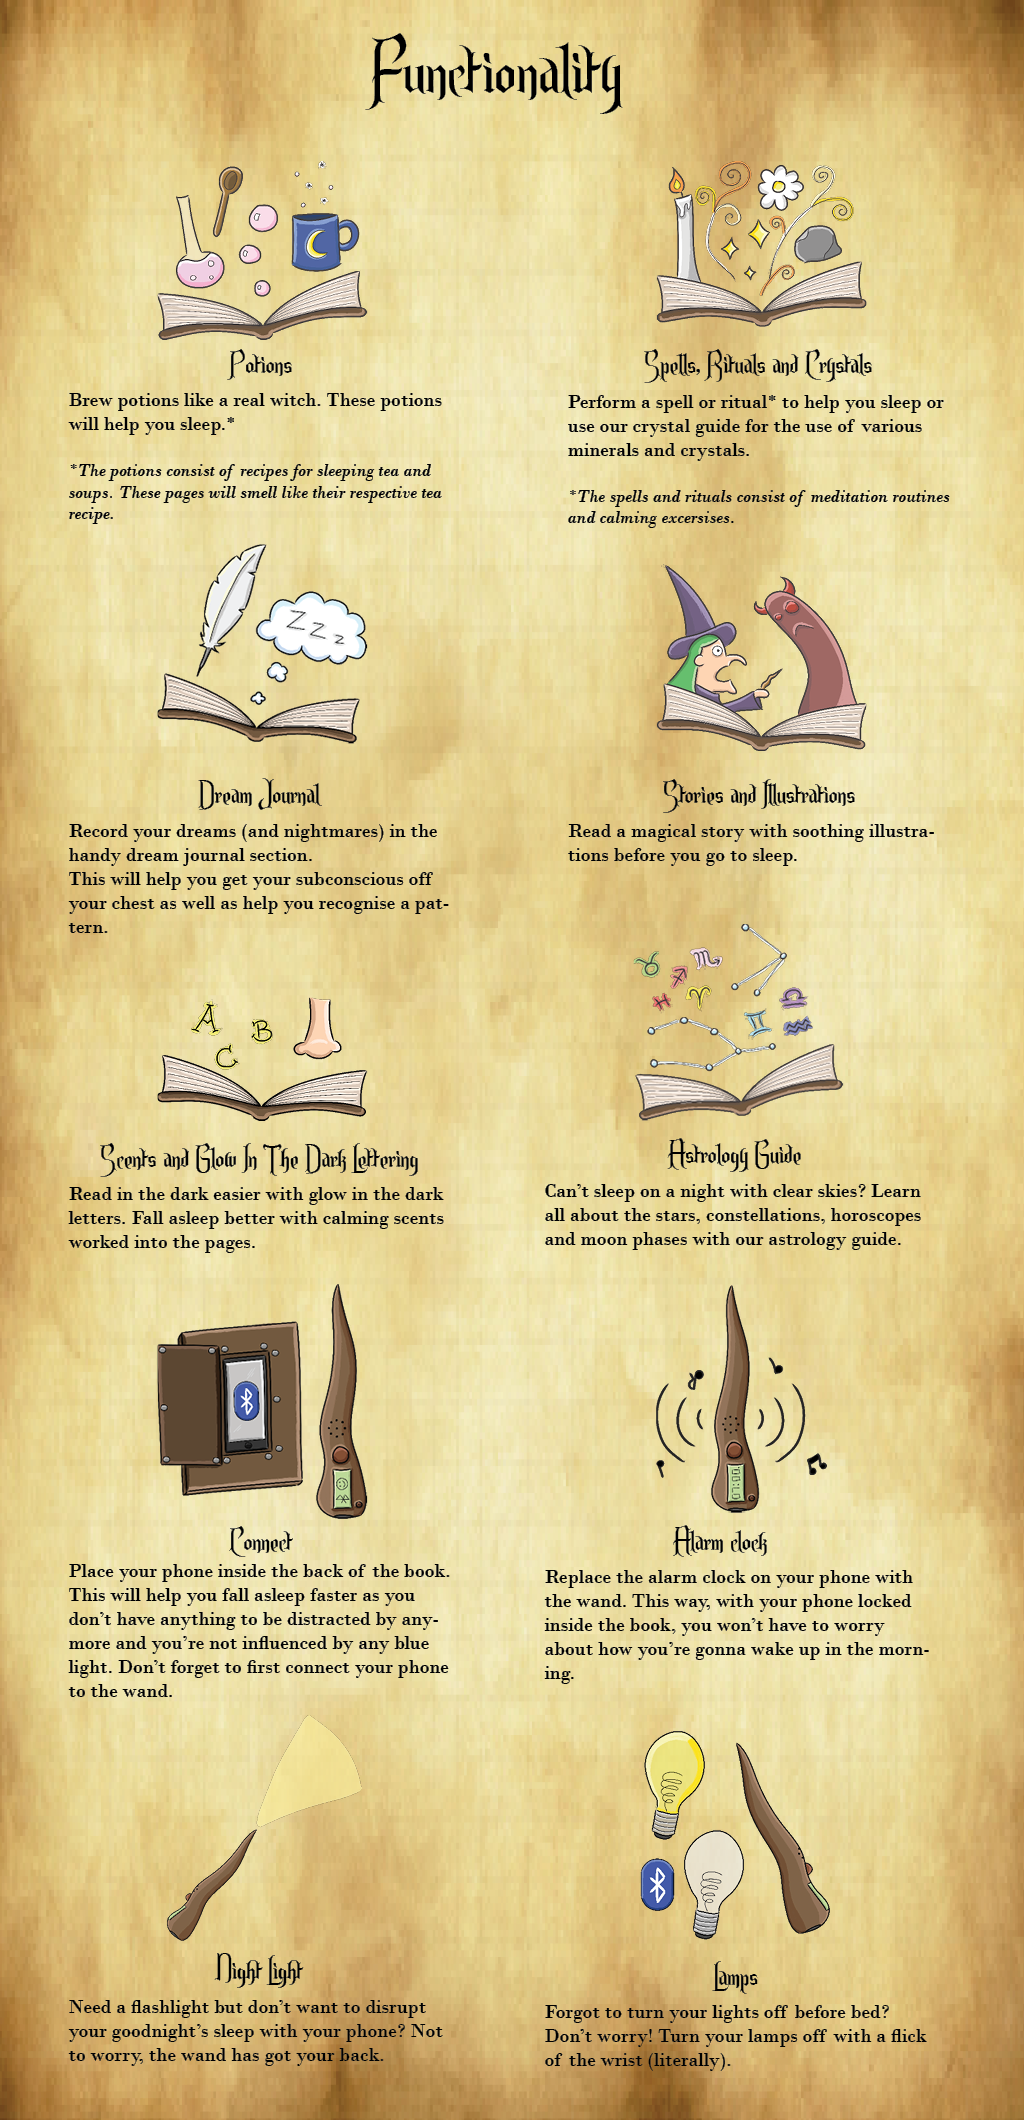 Functionality
Potions
Brew potions like a real witch. These potions
will help you sleep.*
*The potions consist of recipes for sleeping tea and
soups. These pages will smell like their respective tea
recipe.
Spells, Rituals and Crystals
Perform a spell or ritual* to help you sleep or
use our crystal guide for the use of various
minerals and crystals.
*The spells and rituals consist of meditation routines
and calming excersises.
Z Z z
Dream Journal
Record your dreams (and nightmares) in the
handy dream journal section.
This will help you get your subconscious off
your chest as well as help you recognise a pat-
tern.
Stories and Illustrations
Read a magical story with soothing illustra-
tions before you go to sleep.
A B
C
Scents and Glow In The Dark Lettering
Read in the dark easier with glow in the dark
letters. Fall asleep better with calming scents
worked into the pages.
Astrology Guide
Can't sleep on a night with clear skies? Learn
all about the stars, constellations, horoscopes
and moon phases with our astrology guide.
Connect
Place your phone inside the back of the book.
This will help you fall asleep faster as you
don't have anything to be distracted by any-
more and you're not influenced by any blue
light. Don't forget to first connect your phone
to the wand.
07:00
Alarm clock
Replace the alarm clock on your phone with
the wand. This way, with your phone locked
inside the book, you won't have to worry
about how you're gonna wake up in the morn-
ing.
Night Light
Need a flashlight but don't want to disrupt
your goodnight's sleep with your phone? Not
to worry, the wand has got your back.
Lamps
Forgot to turn your lights off before bed?
Don't worry! Turn your lamps off with a flick
of the wrist (literally).